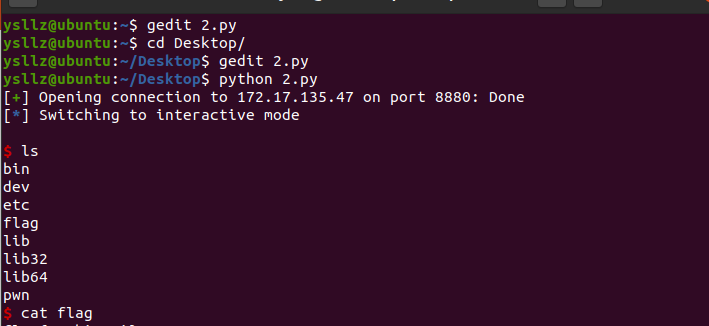 ysllz@ubuntu:~$ gedit 2.py
ysllz@ubuntu:~$ cd Desktop/
ysllz@ubuntu:~/Desktop$ gedit 2.py
ysllz@ubuntu:~/Desktop$ python 2.py
[+] Opening connection to 172.17.135.47 on port 8880: Done
[*] Switching to interactive mode
$ ls
bin
dev
etc
flag
lib
lib32
lib64
pwn
$ cat flag